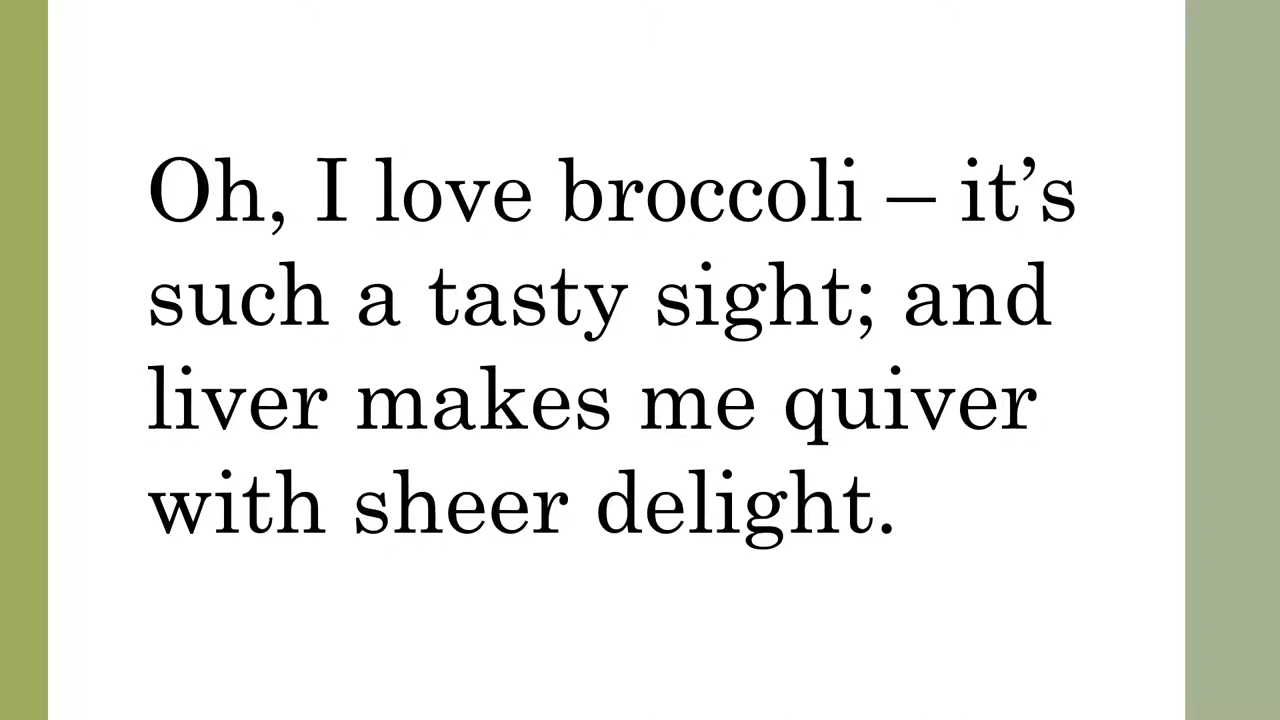 Oh, I love broccoli – it’s
such a tasty sight; and
liver makes me quiver
with sheer delight.